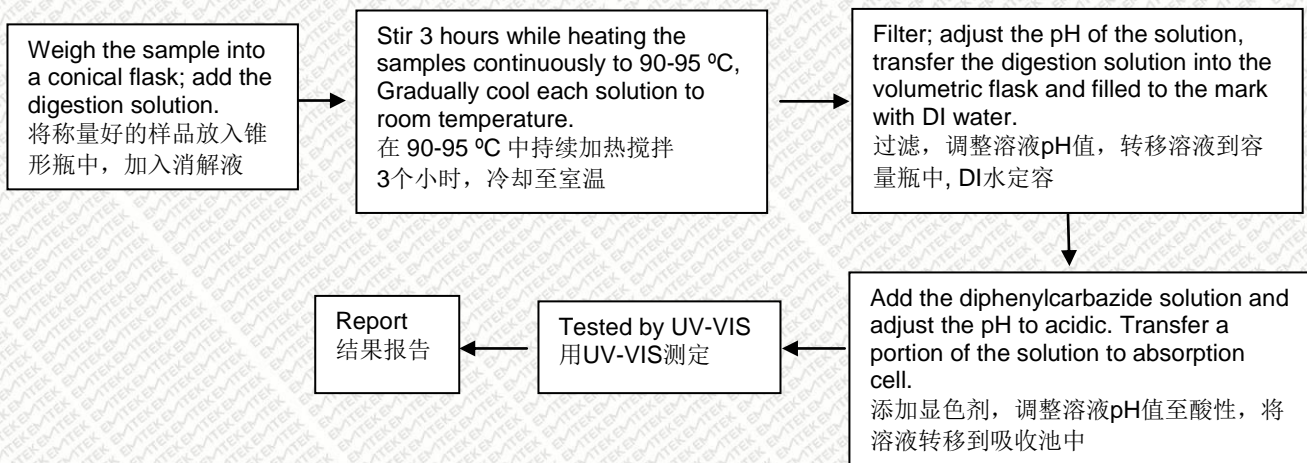 Weigh the sample into
a conical flask; add the
digestion solution.
将称量好的样品放入锥
形瓶中，加入消解液
Stir 3 hours while heating the
samples continuously to 90-95 ºC,
Gradually cool each solution to
room temperature.
在 90-95 ºC 中持续加热搅拌
3个小时，冷却至室温
Filter; adjust the pH of the solution,
transfer the digestion solution into the
volumetric flask and filled to the mark
with DI water.
过滤，调整溶液pH值，转移溶液到容
量瓶中, DI水定容
Add the diphenylcarbazide solution and
adjust the pH to acidic. Transfer a
portion of the solution to absorption
cell.
添加显色剂，调整溶液pH值至酸性，将
溶液转移到吸收池中
Tested by UV-VIS
用UV-VIS测定
Report
结果报告